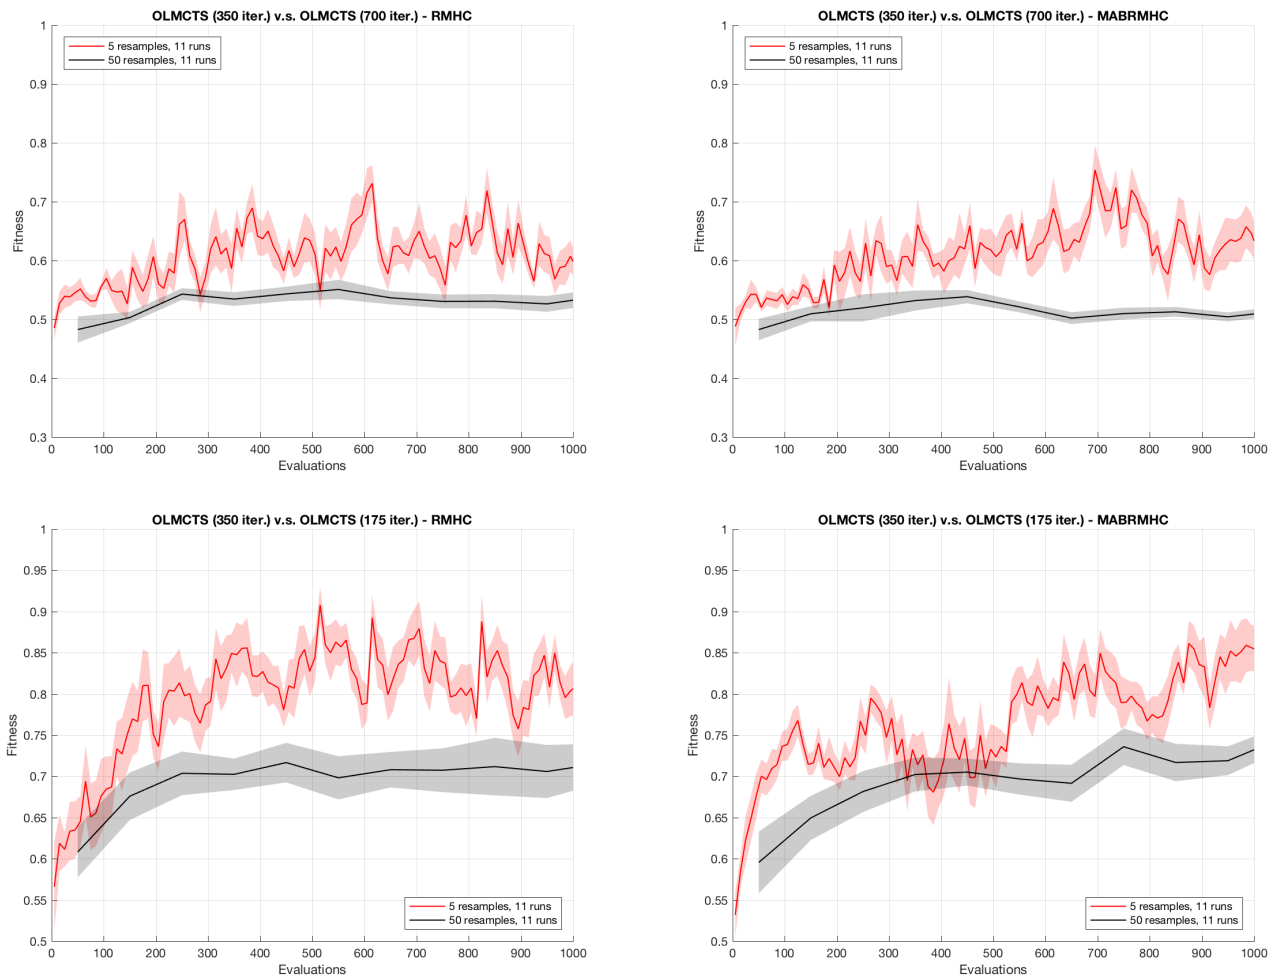 OLMCTS (350 iter.) v.s. OLMCTS (700 iter.) - RMHC
5 resamples, 11 runs
50 resamples, 11 runs
1
0.9
0.8
0.7
0.6
0.5
0.4
0.3
Fitness
0 100 200 300 400 500 600 700 800 900 1000
Evaluations
OLMCTS (350 iter.) v.s. OLMCTS (700 iter.) - MABRMHC
5 resamples, 11 runs
50 resamples, 11 runs
1
0.9
0.8
0.7
0.6
0.5
0.4
0.3
Fitness
0 100 200 300 400 500 600 700 800 900 1000
Evaluations
OLMCTS (350 iter.) v.s. OLMCTS (175 iter.) - RMHC
1
0.95
0.9
0.85
0.8
0.75
0.7
0.65
0.6
0.55
0.5
Fitness
5 resamples, 11 runs
50 resamples, 11 runs
0 100 200 300 400 500 600 700 800 900 1000
Evaluations
OLMCTS (350 iter.) v.s. OLMCTS (175 iter.) - MABRMHC
1
0.95
0.9
0.85
0.8
0.75
0.7
0.65
0.6
0.55
0.5
Fitness
5 resamples, 11 runs
50 resamples, 11 runs
0 100 200 300 400 500 600 700 800 900 1000
Evaluations